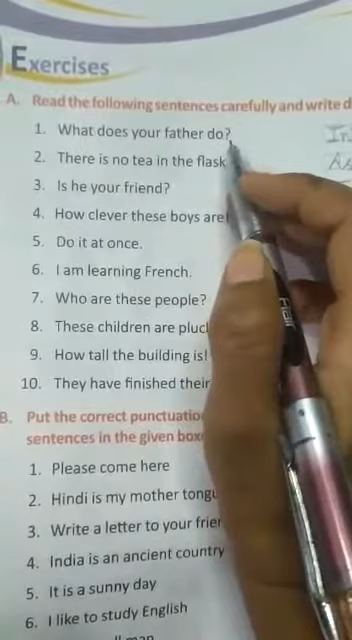 Exercises
A. Read the following sentences carefully and write d
1. What does your father do?
2. There is no tea in the flask
3. Is he your friend?
4. How clever these boys are!
5. Do it at once.
6. I am learning French.
7. Who are these people?
8. These children are
9. How tall the building is!
10. They have finished their
B. Put the correct
sentences in the given
1. Please come here
2. Hindi is my mother
3. Write a letter to your
4. India is an ancient country
5. It is a sunny day
6. I like to study English
Flair